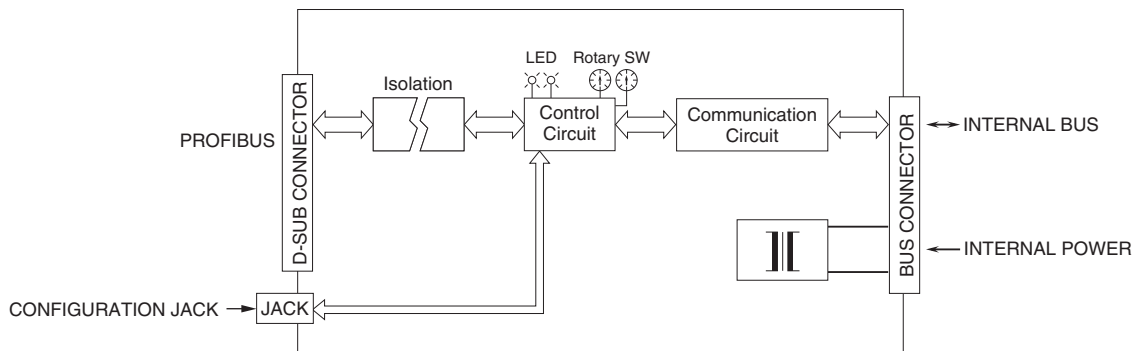 LED
Rotary SW
Isolation
Control
Circuit
Communication
Circuit
PROFIBUS
D-SUB CONNECTOR
BUS CONNECTOR
INTERNAL BUS
INTERNAL POWER
CONFIGURATION JACK
JACK